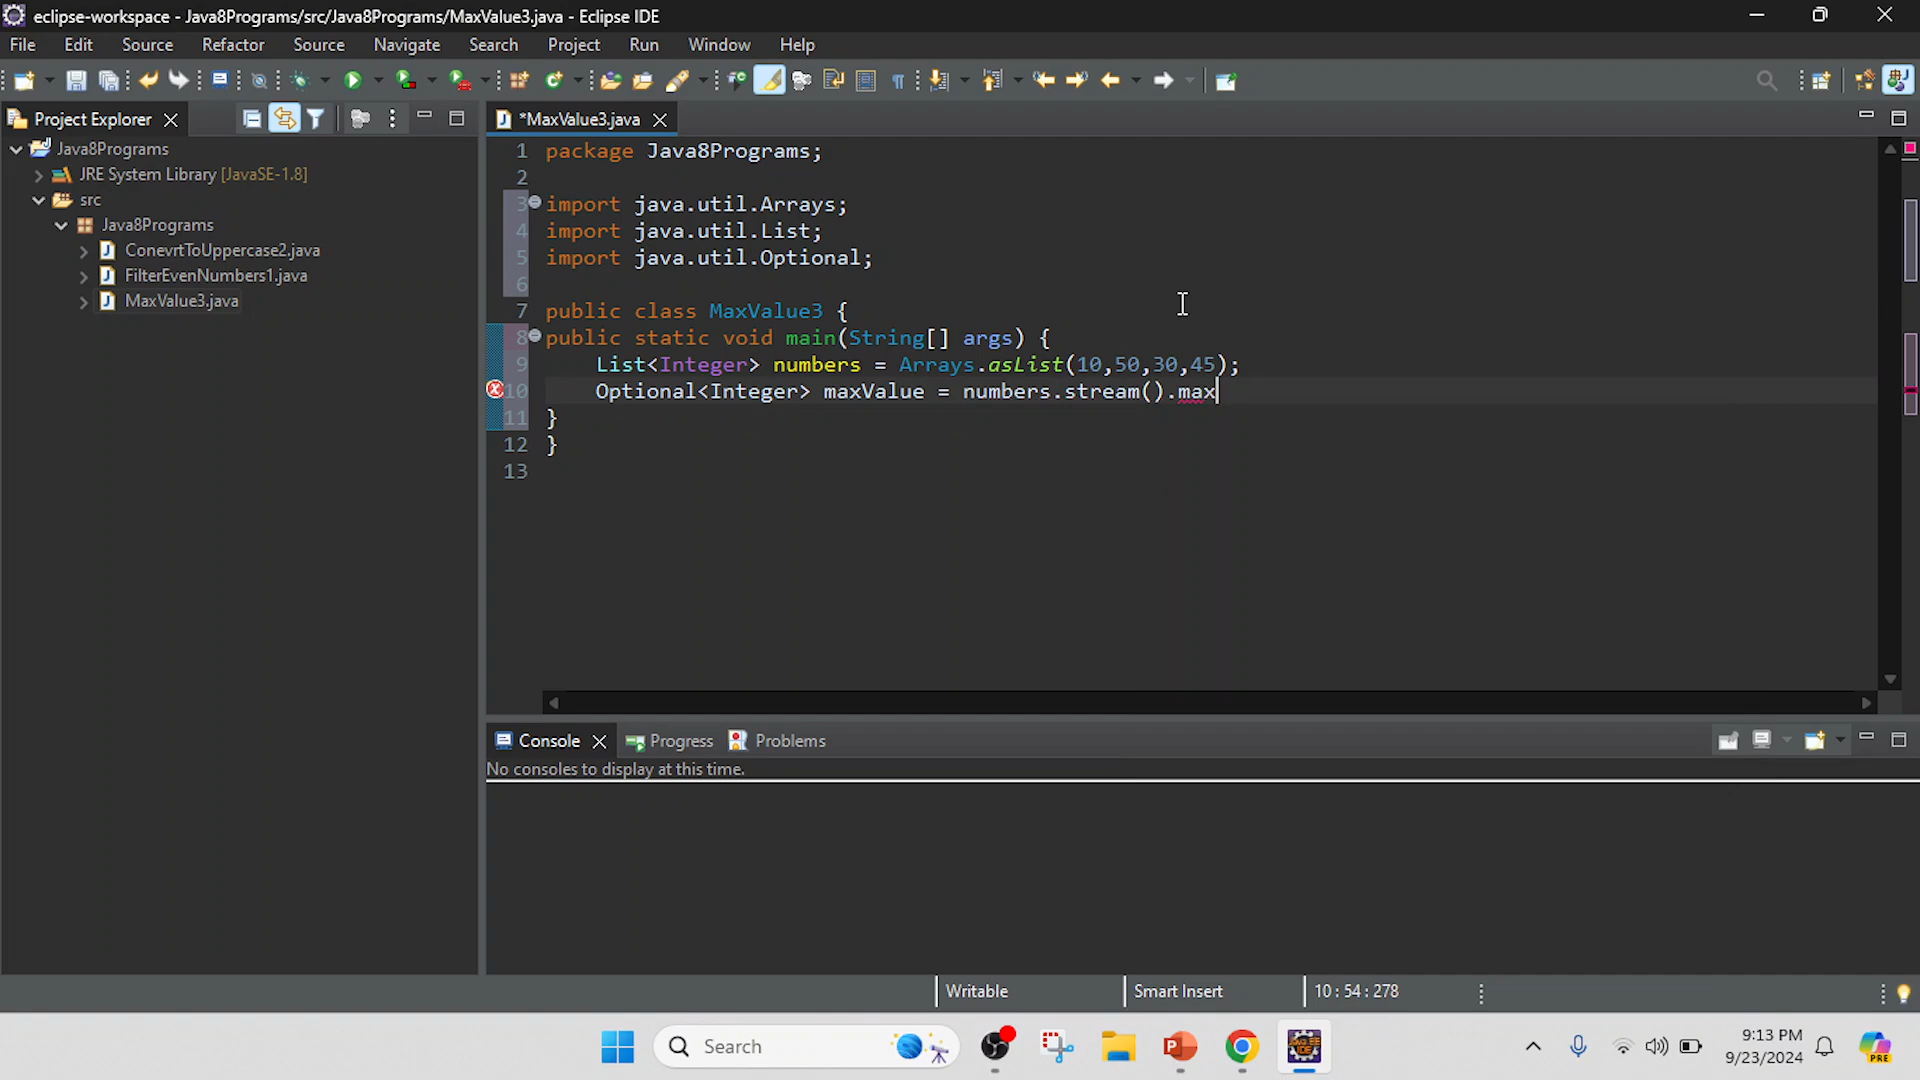 eclipse-workspace - Java8Programs/src/Java8Programs/MaxValue3.java - Eclipse IDE
File Edit Source Refactor Source Navigate Search Project Run Window Help
Project Explorer
*MaxValue3.java
Java8Programs
JRE System Library [JavaSE-1.8]
src
Java8Programs
ConevrtToUppercase2.java
FilterEvenNumbers1.java
MaxValue3.java
1 package Java8Programs;
2
3 import java.util.Arrays;
4 import java.util.List;
5 import java.util.Optional;
6
7 public class MaxValue3 {
8 public static void main(String[] args) {
9 List<Integer> numbers = Arrays.asList(10,50,30,45);
10 Optional<Integer> maxValue = numbers.stream().max
11 }
12 }
13
Console Progress Problems
No consoles to display at this time.
Writable Smart Insert 10 : 54 : 278
Search
9:13 PM
9/23/2024
PRE